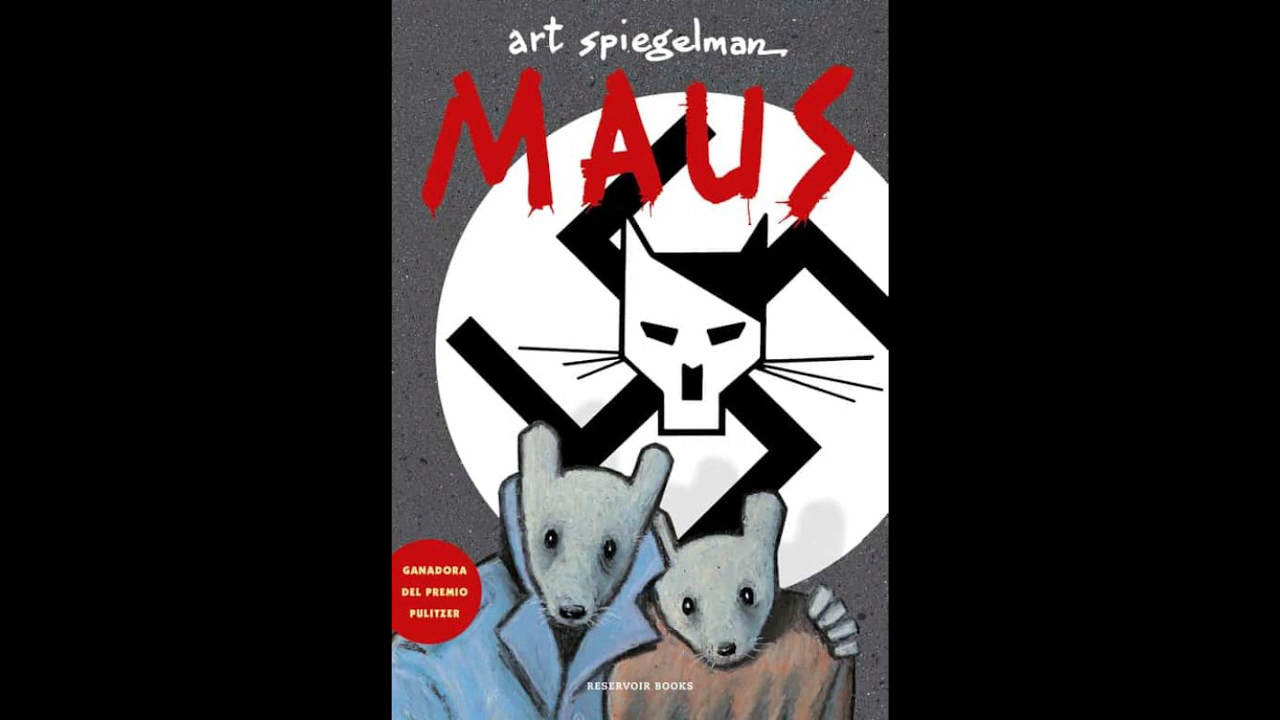 art spiegelman
MAUS
GANADORA
DEL PREMIO
PULITZER
RESERVOIR BOOKS